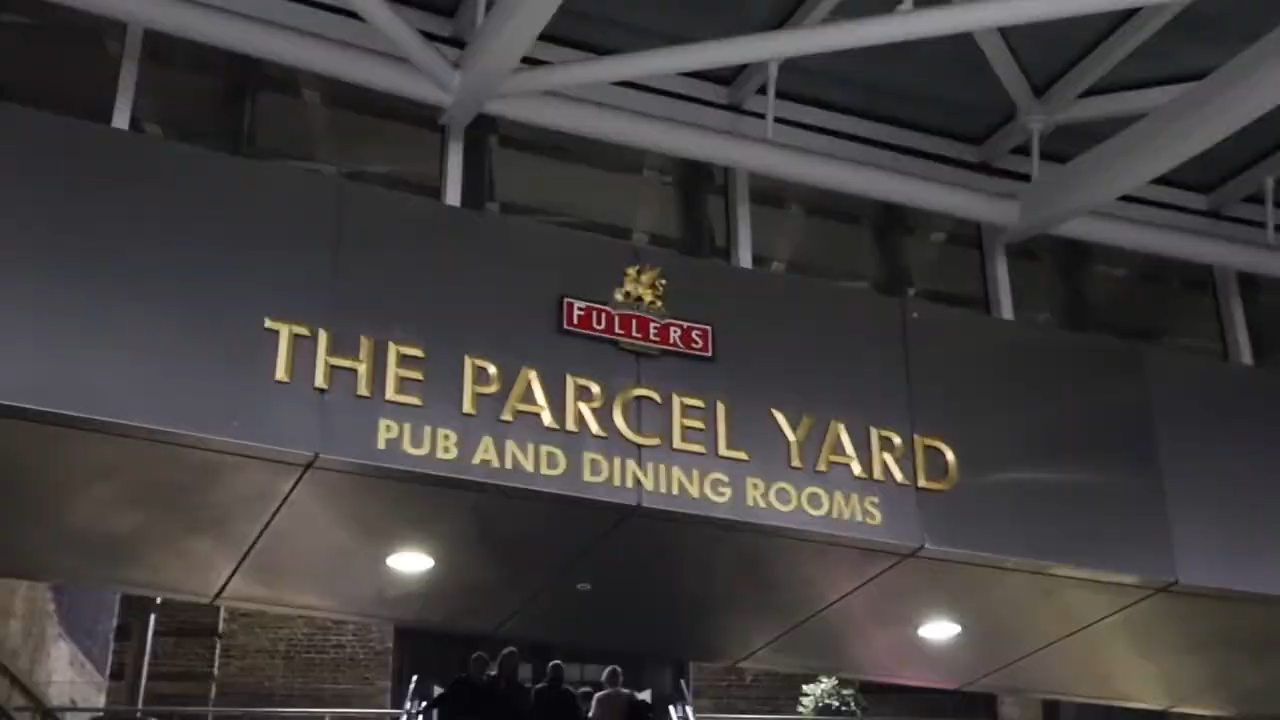 FULLER'S
THE PARCEL YARD
PUB AND DINING ROOMS